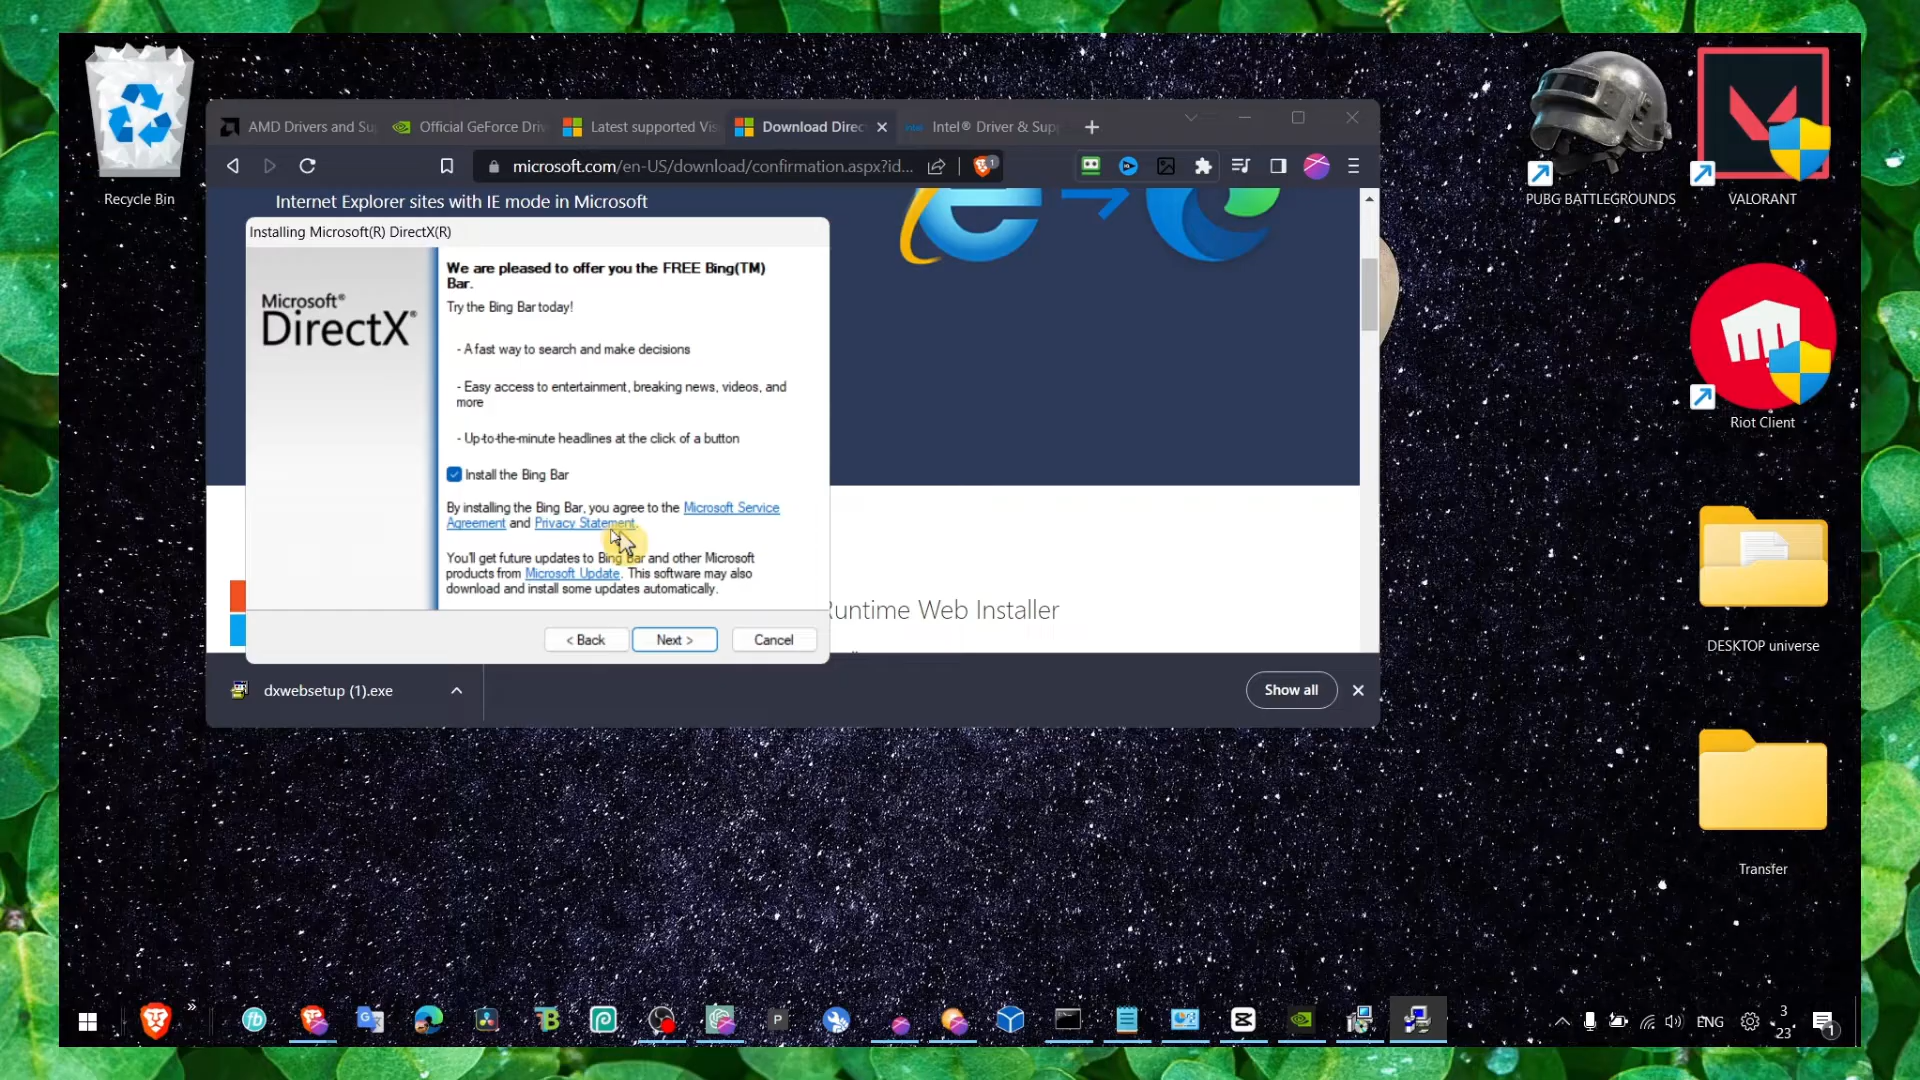 Recycle Bin
AMD Drivers and Su
Official GeForce Driv
Latest supported Vis
Download Direc
Intel® Driver & Sup
microsoft.com/en-US/download/confirmation.aspx?id...
1
Internet Explorer sites with IE mode in Microsoft
Installing Microsoft(R) DirectX(R)
Microsoft®
DirectX®
We are pleased to offer you the FREE Bing(TM)
Bar.
Try the Bing Bar today!
- A fast way to search and make decisions
- Easy access to entertainment, breaking news, videos, and
more
- Up-to-the-minute headlines at the click of a button
Install the Bing Bar
By installing the Bing Bar, you agree to the Microsoft Service
Agreement and Privacy Statement.
You'll get future updates to Bing Bar and other Microsoft
products from Microsoft Update. This software may also
download and install some updates automatically.
< Back
Next >
Cancel
Runtime Web Installer
dxwebsetup (1).exe
Show all
PUBG BATTLEGROUNDS
VALORANT
Riot Client
DESKTOP universe
Transfer
ENG
3
23
1